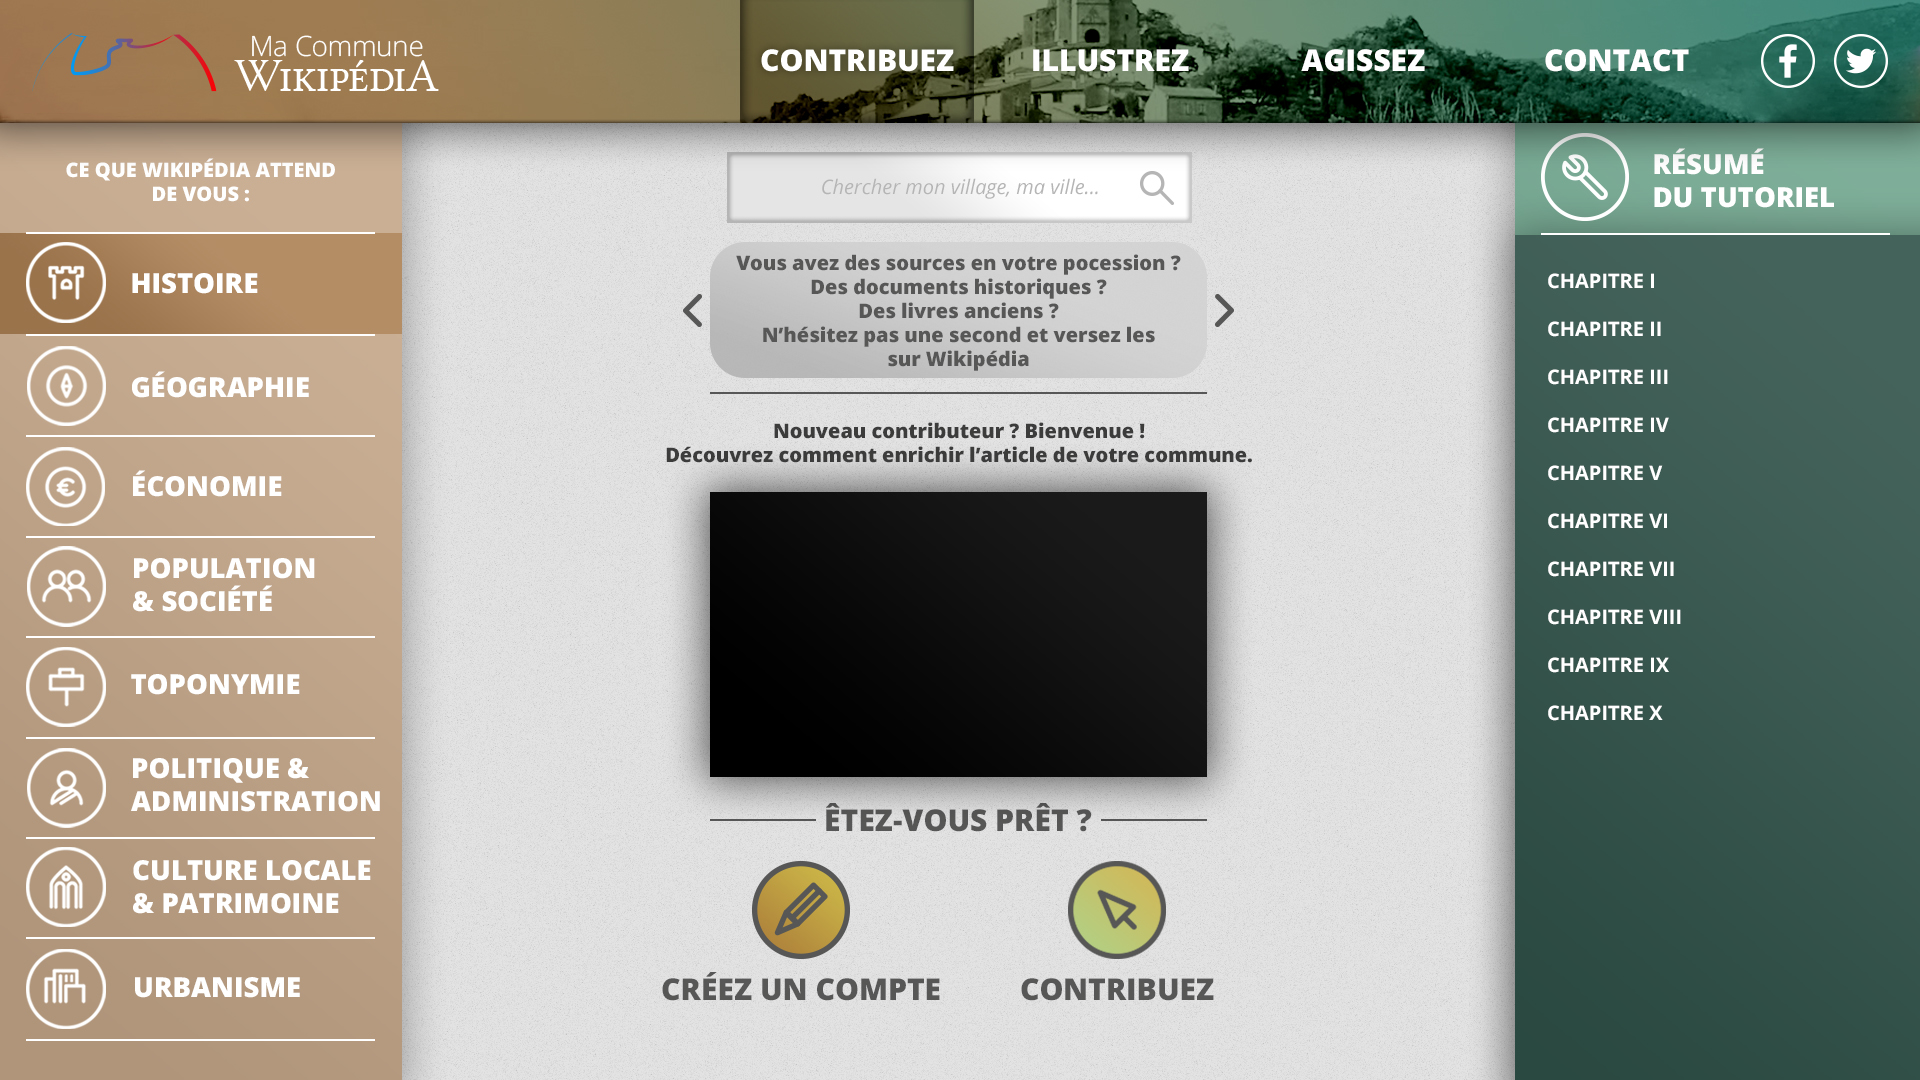 Ma Commune
WIKIPÉDIA
CONTRIBUEZ
ILLUSTREZ
AGISSEZ
CONTACT
CE QUE WIKIPÉDIA ATTEND
DE VOUS :
HISTOIRE
GÉOGRAPHIE
ÉCONOMIE
POPULATION
& SOCIÉTÉ
TOPONYMIE
POLITIQUE &
ADMINISTRATION
CULTURE LOCALE
& PATRIMOINE
URBANISME
Chercher mon village, ma ville...
Vous avez des sources en votre pocession ?
Des documents historiques ?
Des livres anciens ?
N’hésitez pas une second et versez les
sur Wikipédia
Nouveau contributeur ? Bienvenue !
Découvrez comment enrichir l’article de votre commune.
ÊTEZ-VOUS PRÊT ?
CRÉEZ UN COMPTE
CONTRIBUEZ
RÉSUMÉ
DU TUTORIEL
CHAPITRE I
CHAPITRE II
CHAPITRE III
CHAPITRE IV
CHAPITRE V
CHAPITRE VI
CHAPITRE VII
CHAPITRE VIII
CHAPITRE IX
CHAPITRE X